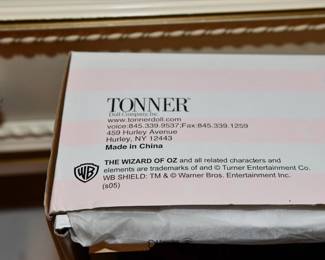 TONNER
Doll Company, Inc.
www.tonnerdoll.com
voice:845.339.9537;Fax:845.339.1259
459 Hurley Avenue
Hurley, NY 12443
Made in China
WB
THE WIZARD OF OZ and all related characters and
elements are trademarks of and © Turner Entertainment Co.
WB SHIELD: TM & © Warner Bros. Entertainment Inc.
(s05)